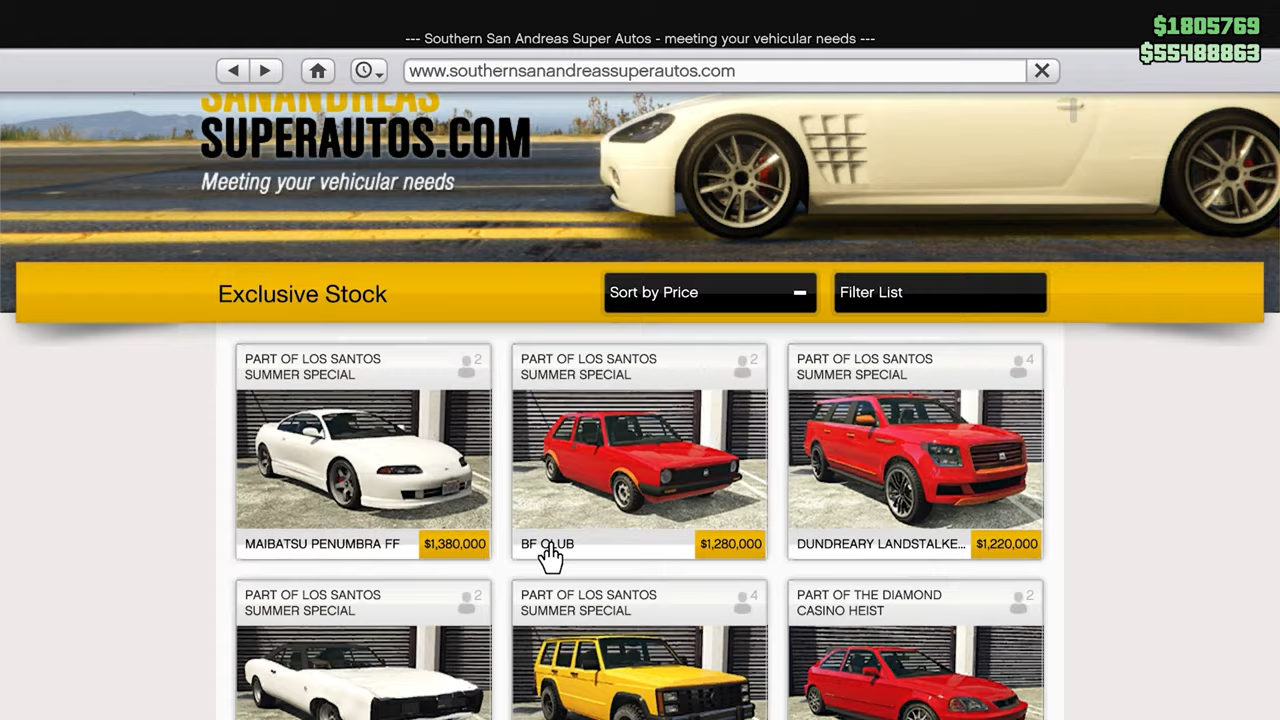 $1805769
--- Southern San Andreas Super Autos - meeting your vehicular needs ---
$55488863
www.southernsanandreassuperautos.com
SANANDREAS
SUPERAUTOS.COM
Meeting your vehicular needs
Exclusive Stock
Sort by Price
Filter List
PART OF LOS SANTOS
SUMMER SPECIAL
2
PART OF LOS SANTOS
SUMMER SPECIAL
2
PART OF LOS SANTOS
SUMMER SPECIAL
4
MAIBATSU PENUMBRA FF
$1,380,000
BF CLUB
$1,280,000
DUNDREARY LANDSTALKE...
$1,220,000
PART OF LOS SANTOS
SUMMER SPECIAL
2
PART OF LOS SANTOS
SUMMER SPECIAL
4
PART OF THE DIAMOND
CASINO HEIST
2